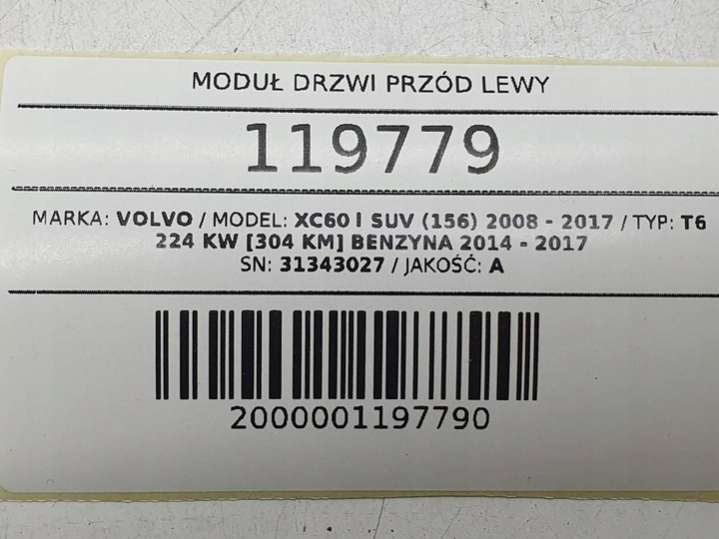 MODUŁ DRZWI PRZÓD LEWY
119779
MARKA: VOLVO / MODEL: XC60 I SUV (156) 2008 - 2017 / TYP: T6
224 KW [304 KM] BENZYNA 2014 - 2017
SN: 31343027 / JAKOŚĆ: A
2000001197790